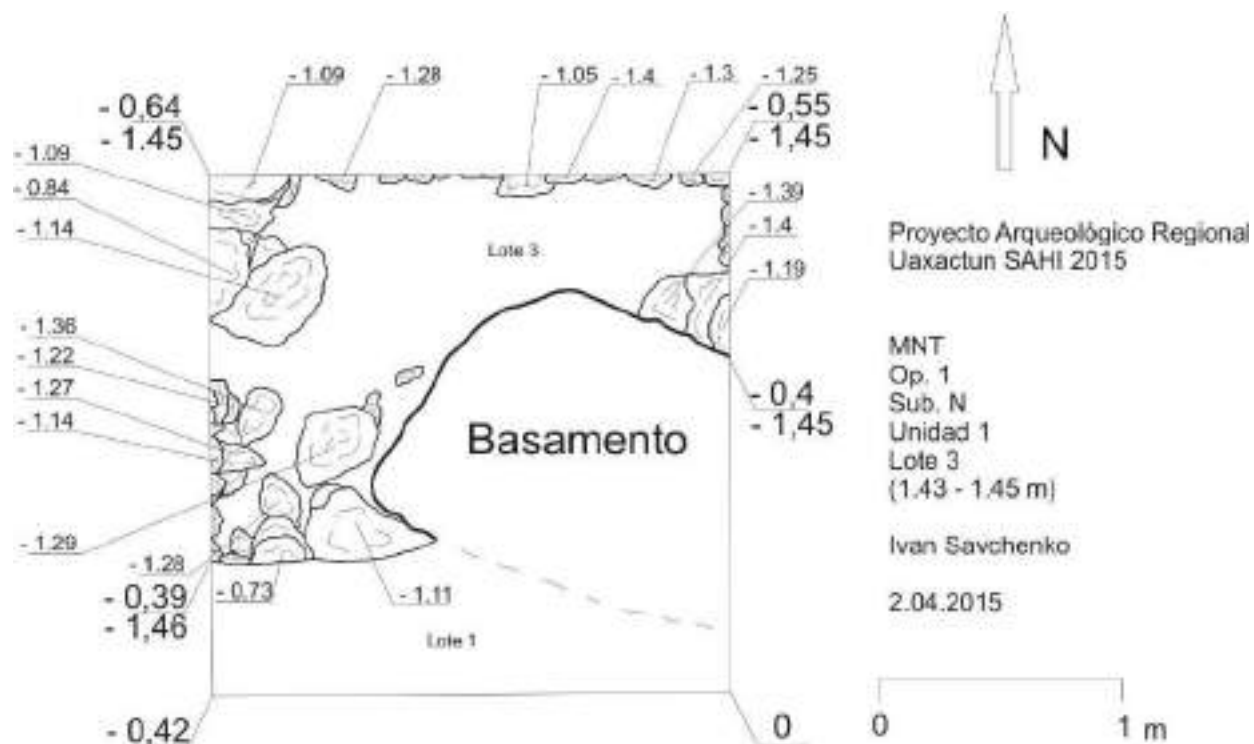 - 1.09
- 1.28
- 1.05
- 1.4
- 1.3
- 1.25
- 0,64
- 1.45
- 0,55
- 1,45
N
- 1.09
- 0.84
- 1.14
- 1.39
- 1.4
- 1.19
Lote 3
Proyecto Arqueológico Regional
Uaxactun SAHI 2015
- 1.36
- 1.22
- 1.27
- 1.14
- 0,4
- 1,45
Basamento
MNT
Op. 1
Sub. N
Unidad 1
Lote 3
(1.43 - 1.45 m)
- 1.29
- 1.28
- 0,39
- 1,46
- 0.73
- 1.11
Ivan Savchenko
2.04.2015
Lote 1
- 0,42
0
0
1 m